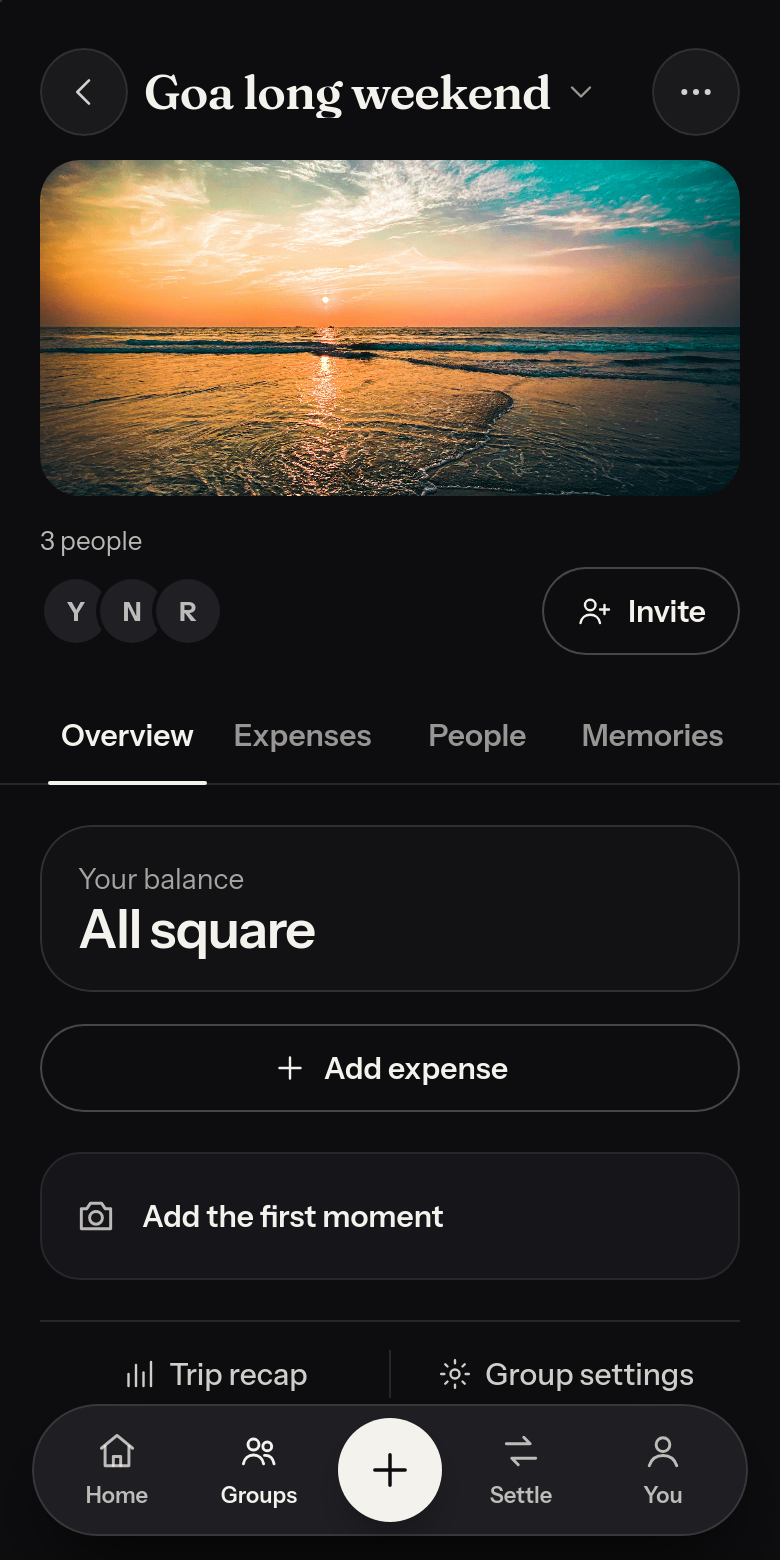 Goa long weekend
3 people
Y N R
Invite
Overview Expenses People Memories
Your balance
All square
Add expense
Add the first moment
Trip recap Group settings
Home Groups Settle You